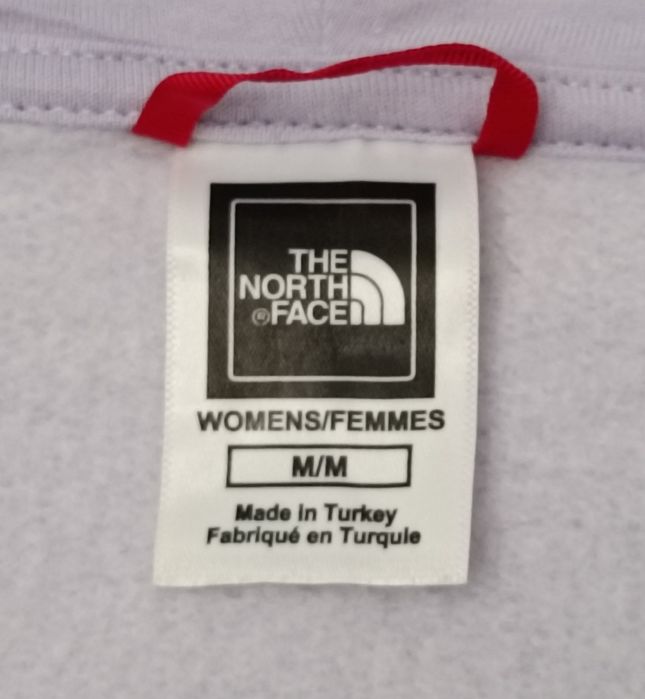 THE
NORTH
®FACE
WOMENS/FEMMES
M/M
Made in Turkey
Fabriqué en Turquie